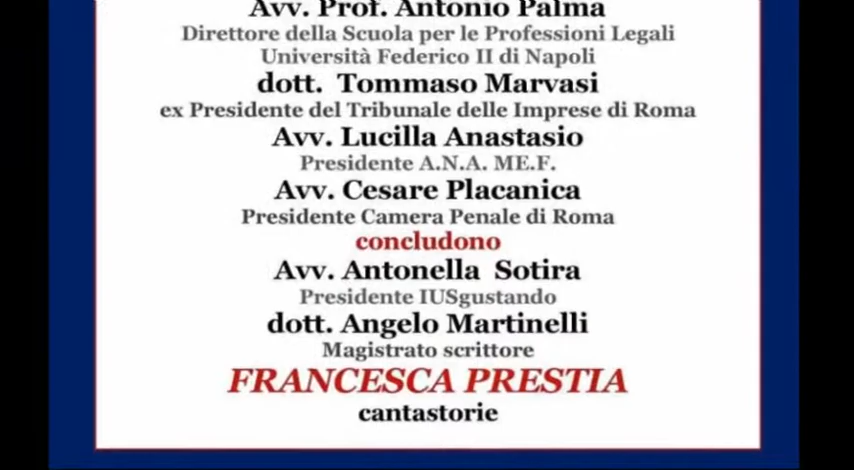 Avv. Prof. Antonio Palma
Direttore della Scuola per le Professioni Legali
Università Federico II di Napoli
dott. Tommaso Marvasi
ex Presidente del Tribunale delle Imprese di Roma
Avv. Lucilla Anastasio
Presidente A.N.A. ME.F.
Avv. Cesare Placanica
Presidente Camera Penale di Roma
concludono
Avv. Antonella Sotira
Presidente IUSgustando
dott. Angelo Martinelli
Magistrato scrittore
FRANCESCA PRESTIA
cantastorie